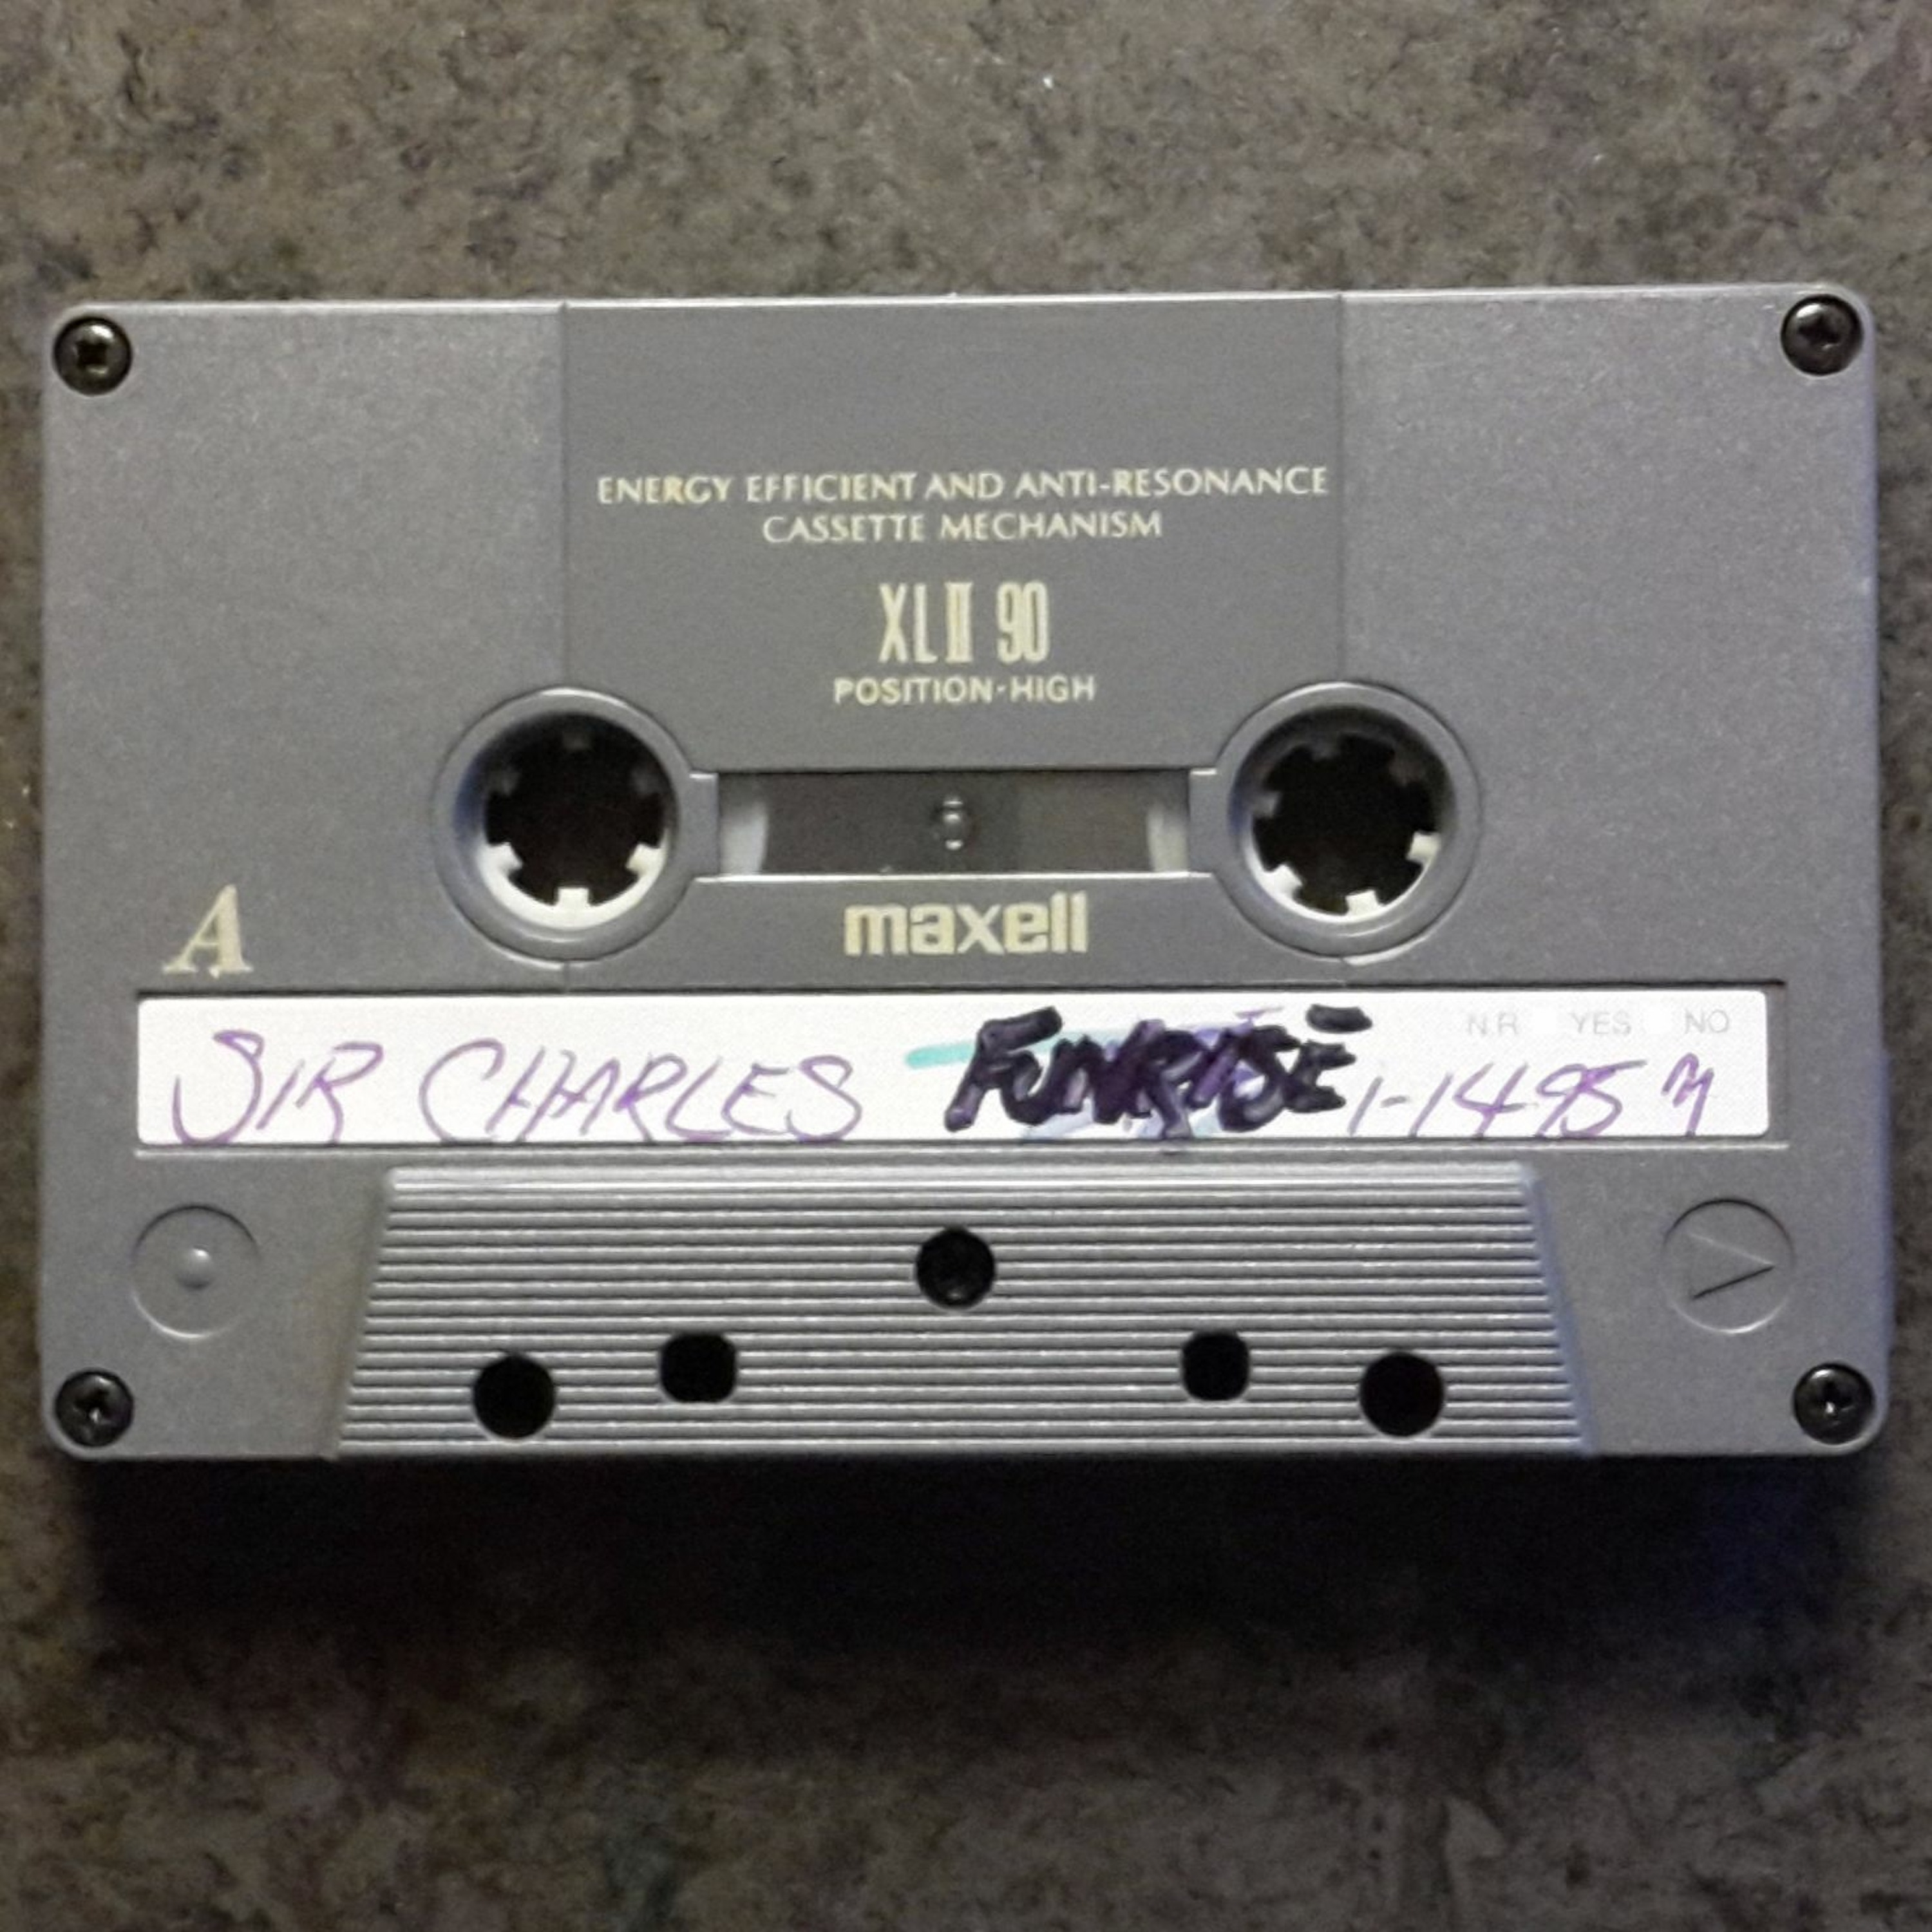 ENERGY EFFICIENT AND ANTI-RESONANCE
CASSETTE MECHANISM
XLII 90
POSITION·HIGH
A
maxell
N.R YES NO
SIR CHARLES FUNRISE 1-14-95